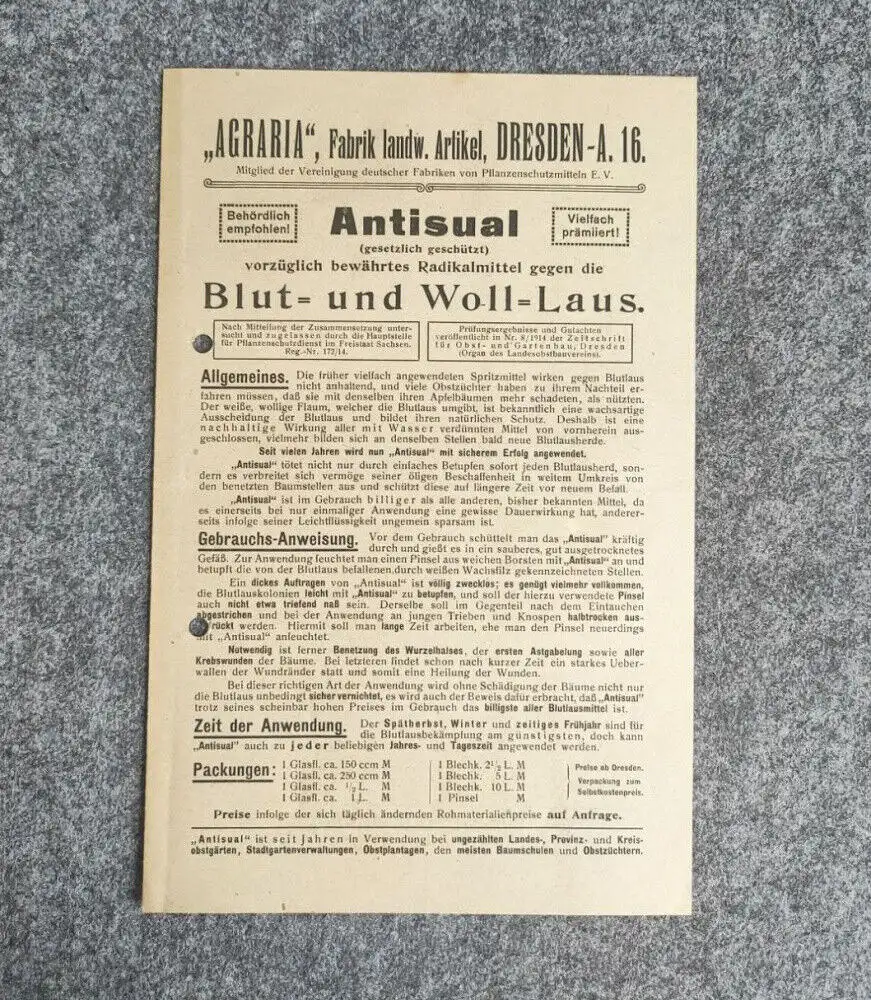 „AGRARIA“, Fabrik landw. Artikel, DRESDEN-A. 16.
Mitglied der Vereinigung deutscher Fabriken von Pflanzenschutzmitteln E. V.
Behördlich
empfohlen!
Antisual
Vielfach
prämiiert!
(gesetzlich geschützt)
vorzüglich bewährtes Radikalmittel gegen die
Blut= und Woll=Laus.
Nach Mitteilung der Zusammensetzung unter-
sucht und zugelassen durch die Hauptstelle
für Pflanzenschutzdienst im Freistaat Sachsen.
Reg.-Nr. 172/14.
Prüfungsergebnisse und Gutachten
veröffentlicht in Nr. 8/1914 der Zeitschrift
für Obst- und Gartenbau, Dresden
(Organ des Landesobstbauvereins).
Allgemeines. Die früher vielfach angewendeten Spritzmittel wirken gegen Blutlaus
nicht anhaltend, und viele Obstzüchter haben zu ihrem Nachteil er-
fahren müssen, daß sie mit denselben ihren Apfelbäumen mehr schadeten, als nützten.
Der weiße, wollige Flaum, welcher die Blutlaus umgibt, ist bekanntlich eine wachsartige
Ausscheidung der Blutlaus und bildet ihren natürlichen Schutz. Deshalb ist eine
nachhaltige Wirkung aller mit Wasser verdünnten Mittel von vornherein aus-
geschlossen, vielmehr bilden sich an denselben Stellen bald neue Blutlausherde.
Seit vielen Jahren wird nun „Antisual“ mit sicherem Erfolg angewendet.
„Antisual“ tötet nicht nur durch einfaches Betupfen sofort jeden Blutlausherd, son-
dern es verbreitet sich vermöge seiner öligen Beschaffenheit in weitem Umkreis von
den benetzten Baumstellen aus und schützt diese auf längere Zeit vor neuem Befall.
„Antisual“ ist im Gebrauch billiger als alle anderen, bisher bekannten Mittel, da
es einerseits bei nur einmaliger Anwendung eine gewisse Dauerwirkung hat, anderer-
seits infolge seiner Leichtflüssigkeit ungemein sparsam ist.
Gebrauchs-Anweisung. Vor dem Gebrauch schüttelt man das „Antisual“ kräftig
durch und gießt es in ein sauberes, gut ausgetrocknetes
Gefäß. Zur Anwendung feuchtet man einen Pinsel aus weichen Borsten mit „Antisual“ an und
betupft die von der Blutlaus befallenen, durch weißen Wachsfilz gekennzeichneten Stellen.
Ein dickes Auftragen von „Antisual“ ist völlig zwecklos; es genügt vielmehr vollkommen,
die Blutlauskolonien leicht mit „Antisual“ zu betupfen, und soll der hierzu verwendete Pinsel
auch nicht etwa triefend naß sein. Derselbe soll im Gegenteil nach dem Eintauchen
abgestrichen und bei der Anwendung an jungen Trieben und Knospen halbtrocken aus-
rückt werden. Hiermit soll man lange Zeit arbeiten, ehe man den Pinsel neuerdings
mit „Antisual“ anfeuchtet.
Notwendig ist ferner Benetzung des Wurzelhalses, der ersten Astgabelung sowie aller
Krebswunden der Bäume. Bei letzteren findet schon nach kurzer Zeit ein starkes Ueber-
wallen der Wundränder statt und somit eine Heilung der Wunden.
Bei dieser richtigen Art der Anwendung wird ohne Schädigung der Bäume nicht nur
die Blutlaus unbedingt sicher vernichtet, es wird auch der Beweis dafür erbracht, daß „Antisual“
trotz seines scheinbar hohen Preises im Gebrauch das billigste aller Blutlausmittel ist.
Zeit der Anwendung. Der Spätherbst, Winter und zeitiges Frühjahr sind für
die Blutlausbekämpfung am günstigsten, doch kann
„Antisual“ auch zu jeder beliebigen Jahres- und Tageszeit angewendet werden.
Packungen:
1 Glasfl. ca. 150 ccm M
1 Glasfl. ca. 250 ccm M
1 Glasfl. ca. 1/2 L. M
1 Glasfl. ca. 1 L. M
1 Blechk. 2 1/2 L. M
1 Blechk. 5 L. M
1 Blechk. 10 L. M
1 Pinsel M
Preise ab Dresden.
Verpackung zum
Selbstkostenpreis.
Preise infolge der sich täglich ändernden Rohmaterialienpreise auf Anfrage.
„Antisual“ ist seit Jahren in Verwendung bei ungezählten Landes-, Provinz- und Kreis-
obstgärten, Stadtgartenverwaltungen, Obstplantagen, den meisten Baumschulen und Obstzüchtern.